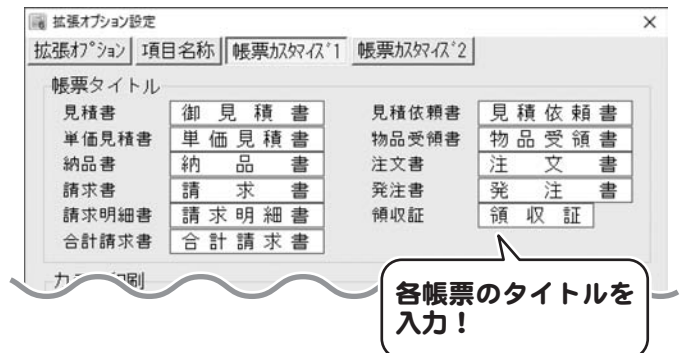 拡張オプション設定
拡張オプション 項目名称 帳票カスタマイズ1 帳票カスタマイズ2
帳票タイトル
見積書 御見積書 見積依頼書 見積依頼書
単価見積書 単価見積書 物品受領書 物品受領書
納品書 納品書 注文書 注文書
請求書 請求書 発注書 発注書
請求明細書 請求明細書 領収証 領収証
合計請求書 合計請求書
各帳票のタイトルを
入力！